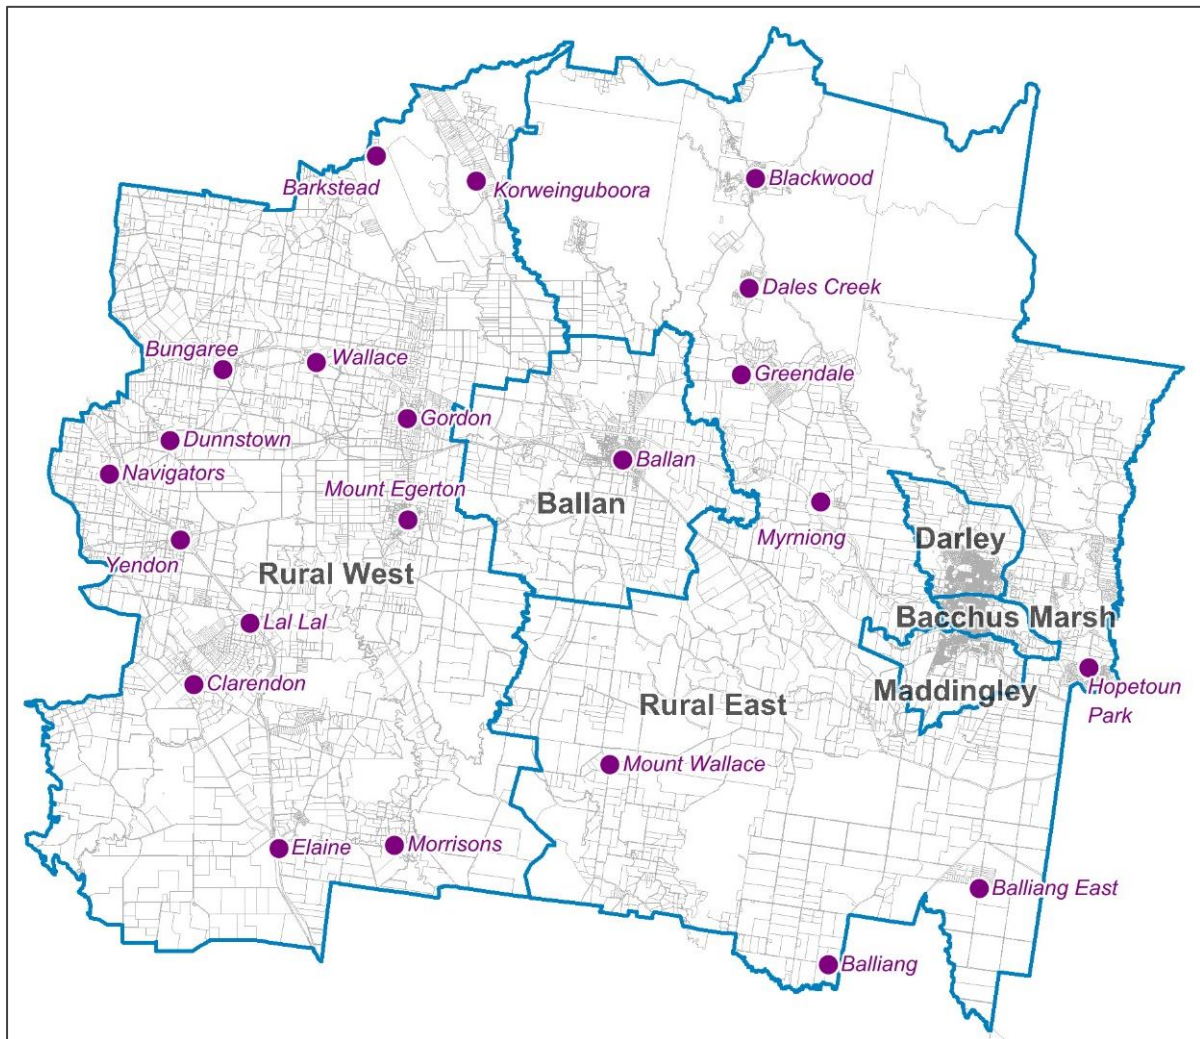 Barkstead
Korweinguboora
Blackwood
Dales Creek
Bungaree
Wallace
Greendale
Gordon
Dunnstown
Ballan
Navigators
Mount Egerton
Ballan
Myrniong
Darley
Yendon
Rural West
Lal Lal
Bacchus Marsh
Clarendon
Maddingley
Hopetoun
Park
Rural East
Mount Wallace
Elaine
Morrisons
Balliang East
Balliang